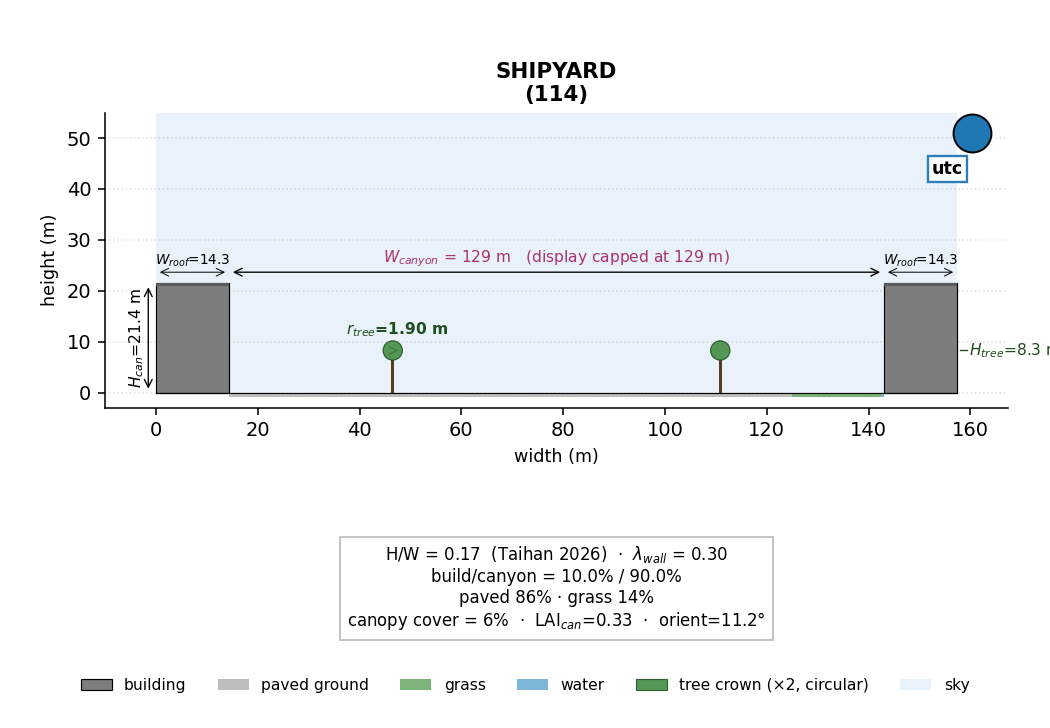 SHIPYARD
(114)
utc
W_roof=14.3
W_canyon = 129 m (display capped at 129 m)
W_roof=14.3
H_can=21.4 m
r_tree=1.90 m
H_tree=8.3
height (m)
50
40
30
20
10
0
0 20 40 60 80 100 120 140 160
width (m)
H/W = 0.17 (Taihan 2026) · λ_wall = 0.30
build/canyon = 10.0% / 90.0%
paved 86% · grass 14%
canopy cover = 6% · LAI_can=0.33 · orient=11.2°
building paved ground grass water tree crown (×2, circular) sky